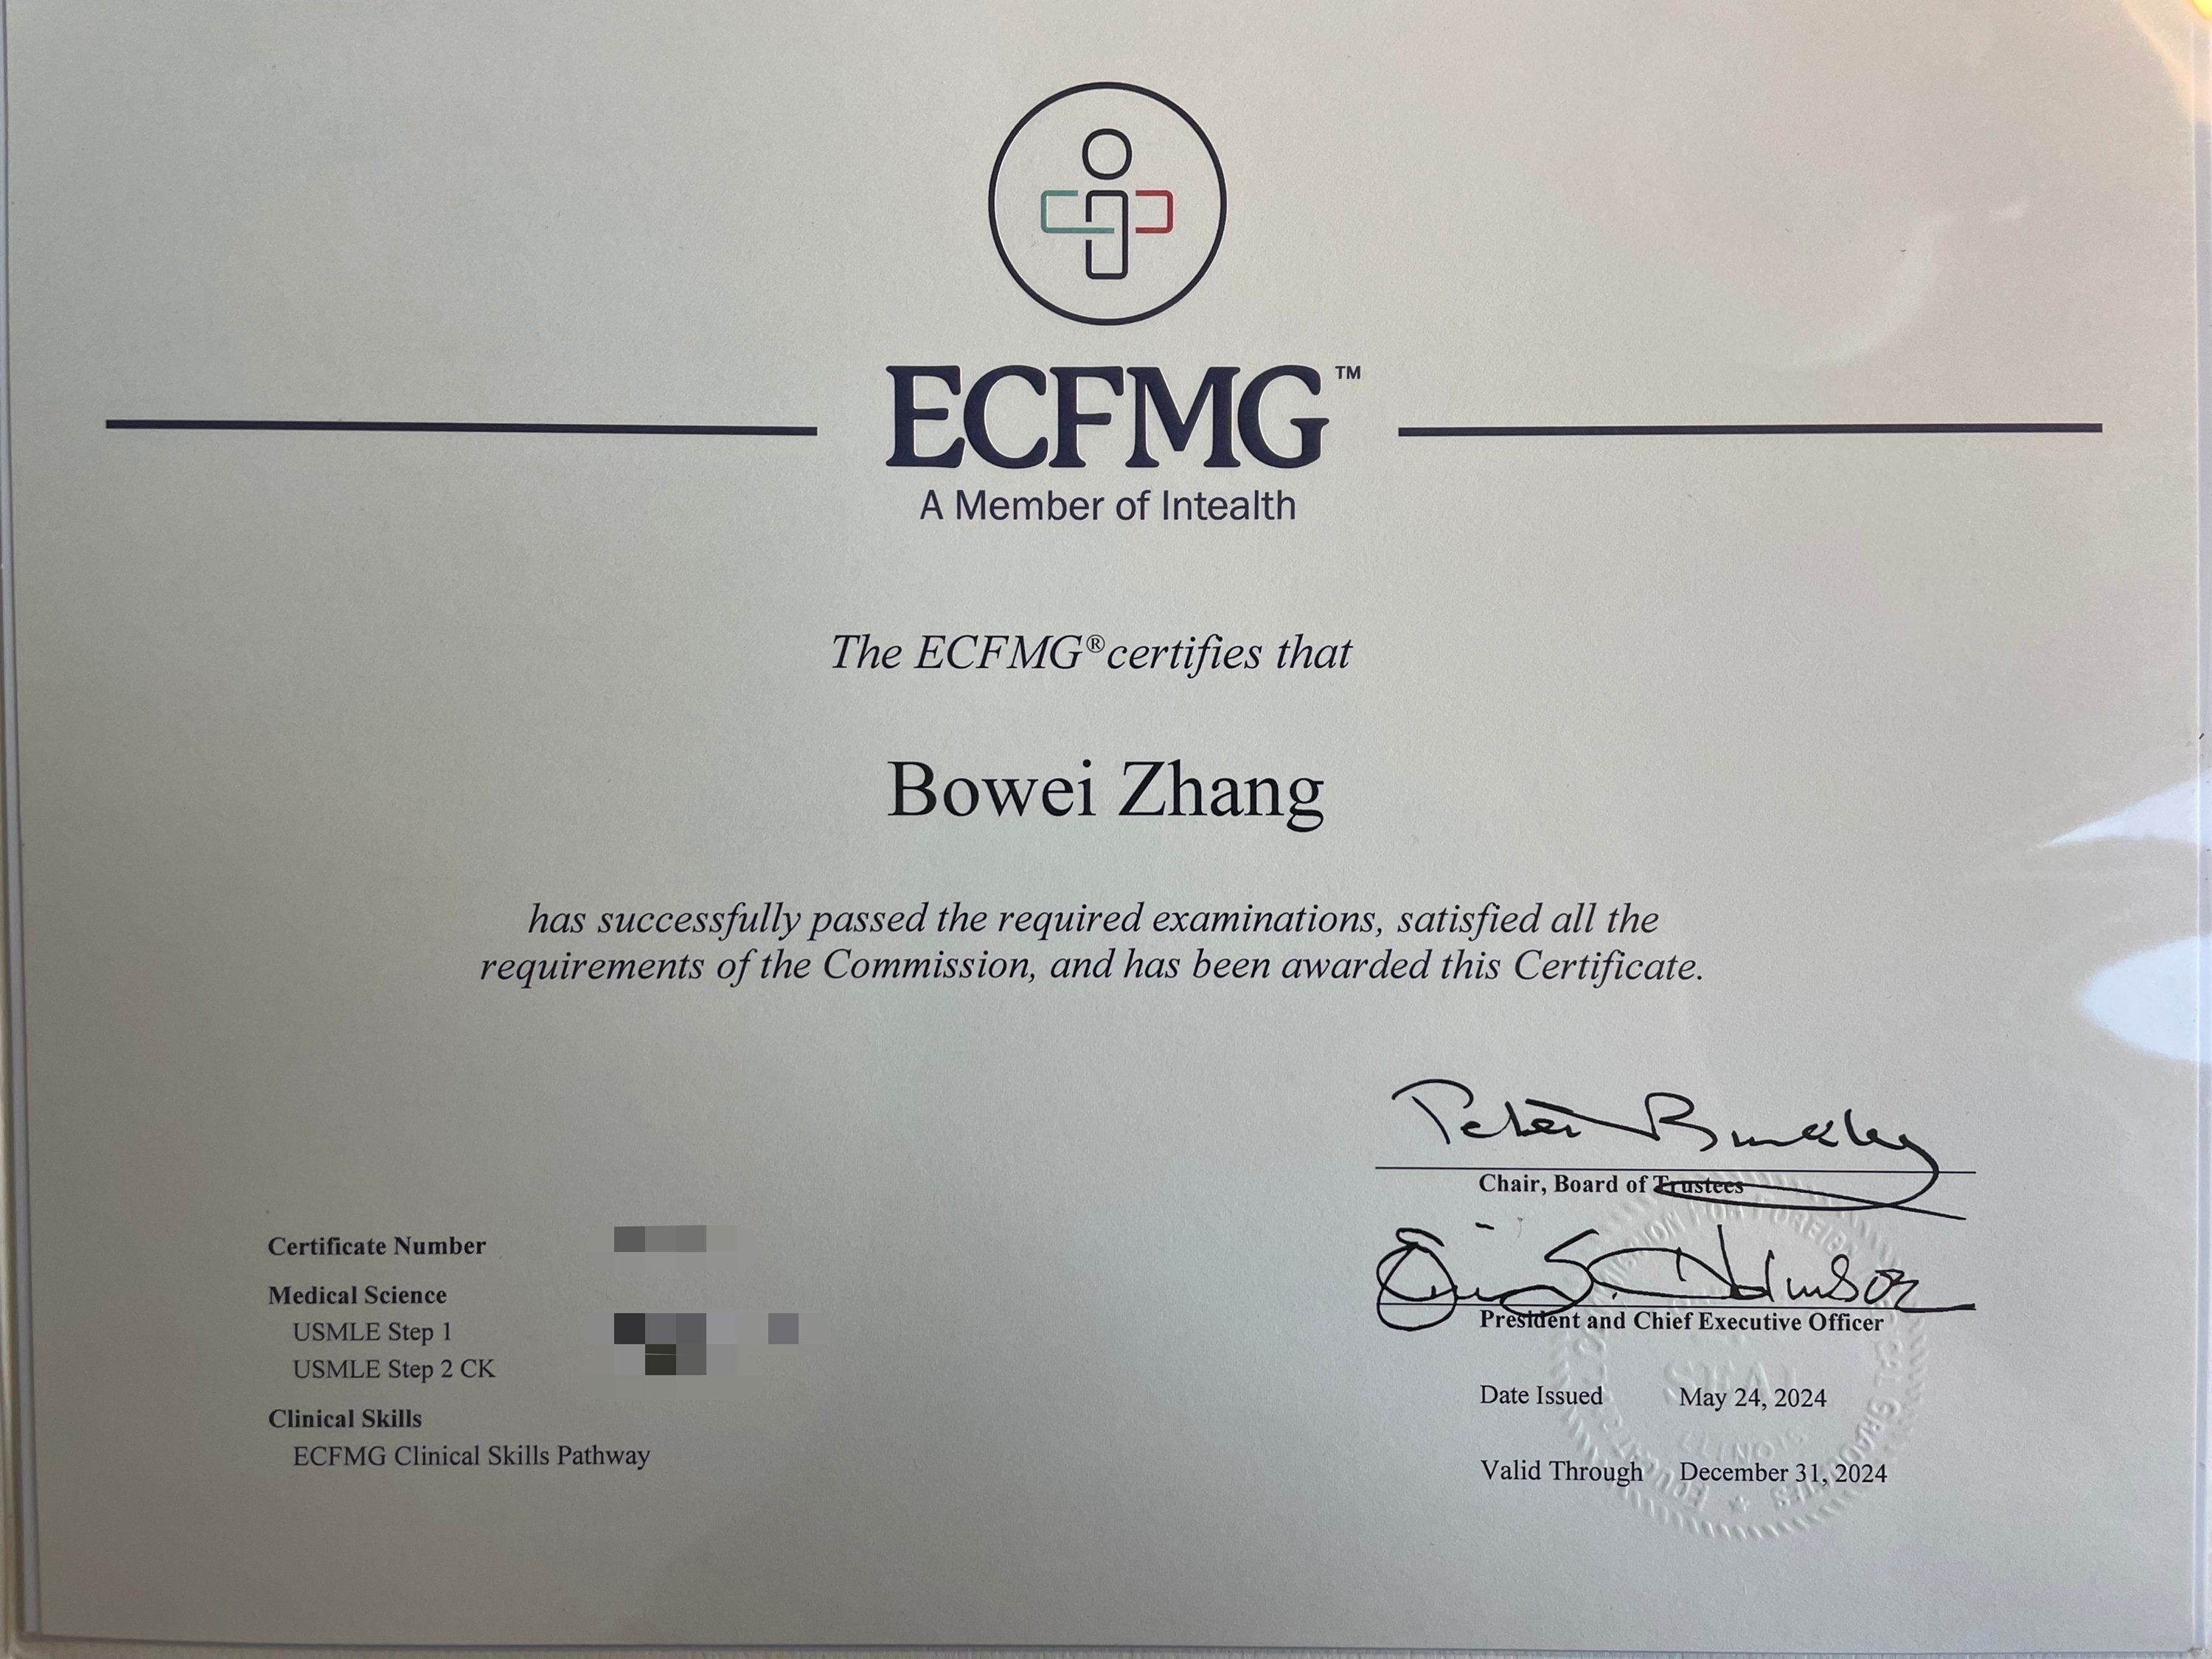 ECFMG™
A Member of Intealth
The ECFMG® certifies that
Bowei Zhang
has successfully passed the required examinations, satisfied all the
requirements of the Commission, and has been awarded this Certificate.
Chair, Board of Trustees
President and Chief Executive Officer
Certificate Number
Medical Science
USMLE Step 1
USMLE Step 2 CK
Clinical Skills
ECFMG Clinical Skills Pathway
Date Issued May 24, 2024
Valid Through December 31, 2024
SEAL
ILLINOIS